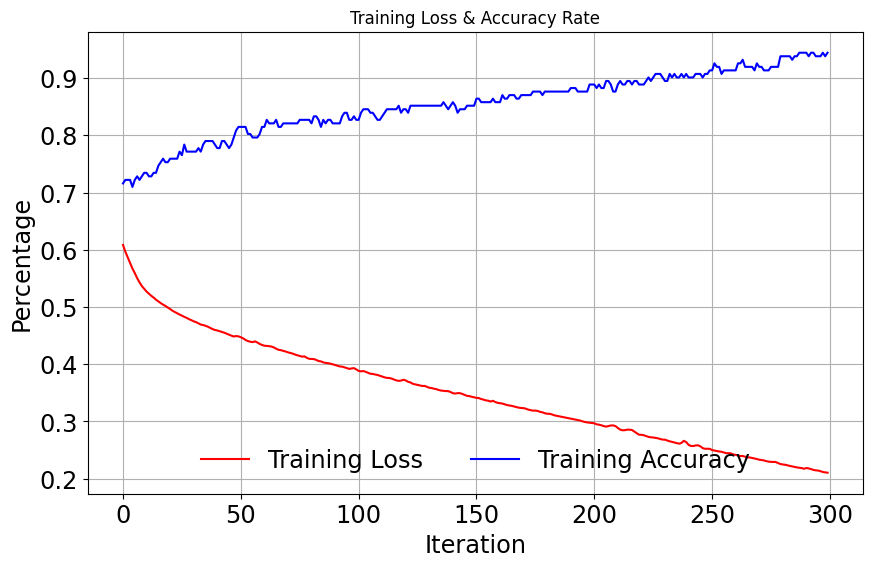 Training Loss & Accuracy Rate
Percentage
0.9
0.8
0.7
0.6
0.5
0.4
0.3
0.2
Training Loss
Training Accuracy
0 50 100 150 200 250 300
Iteration